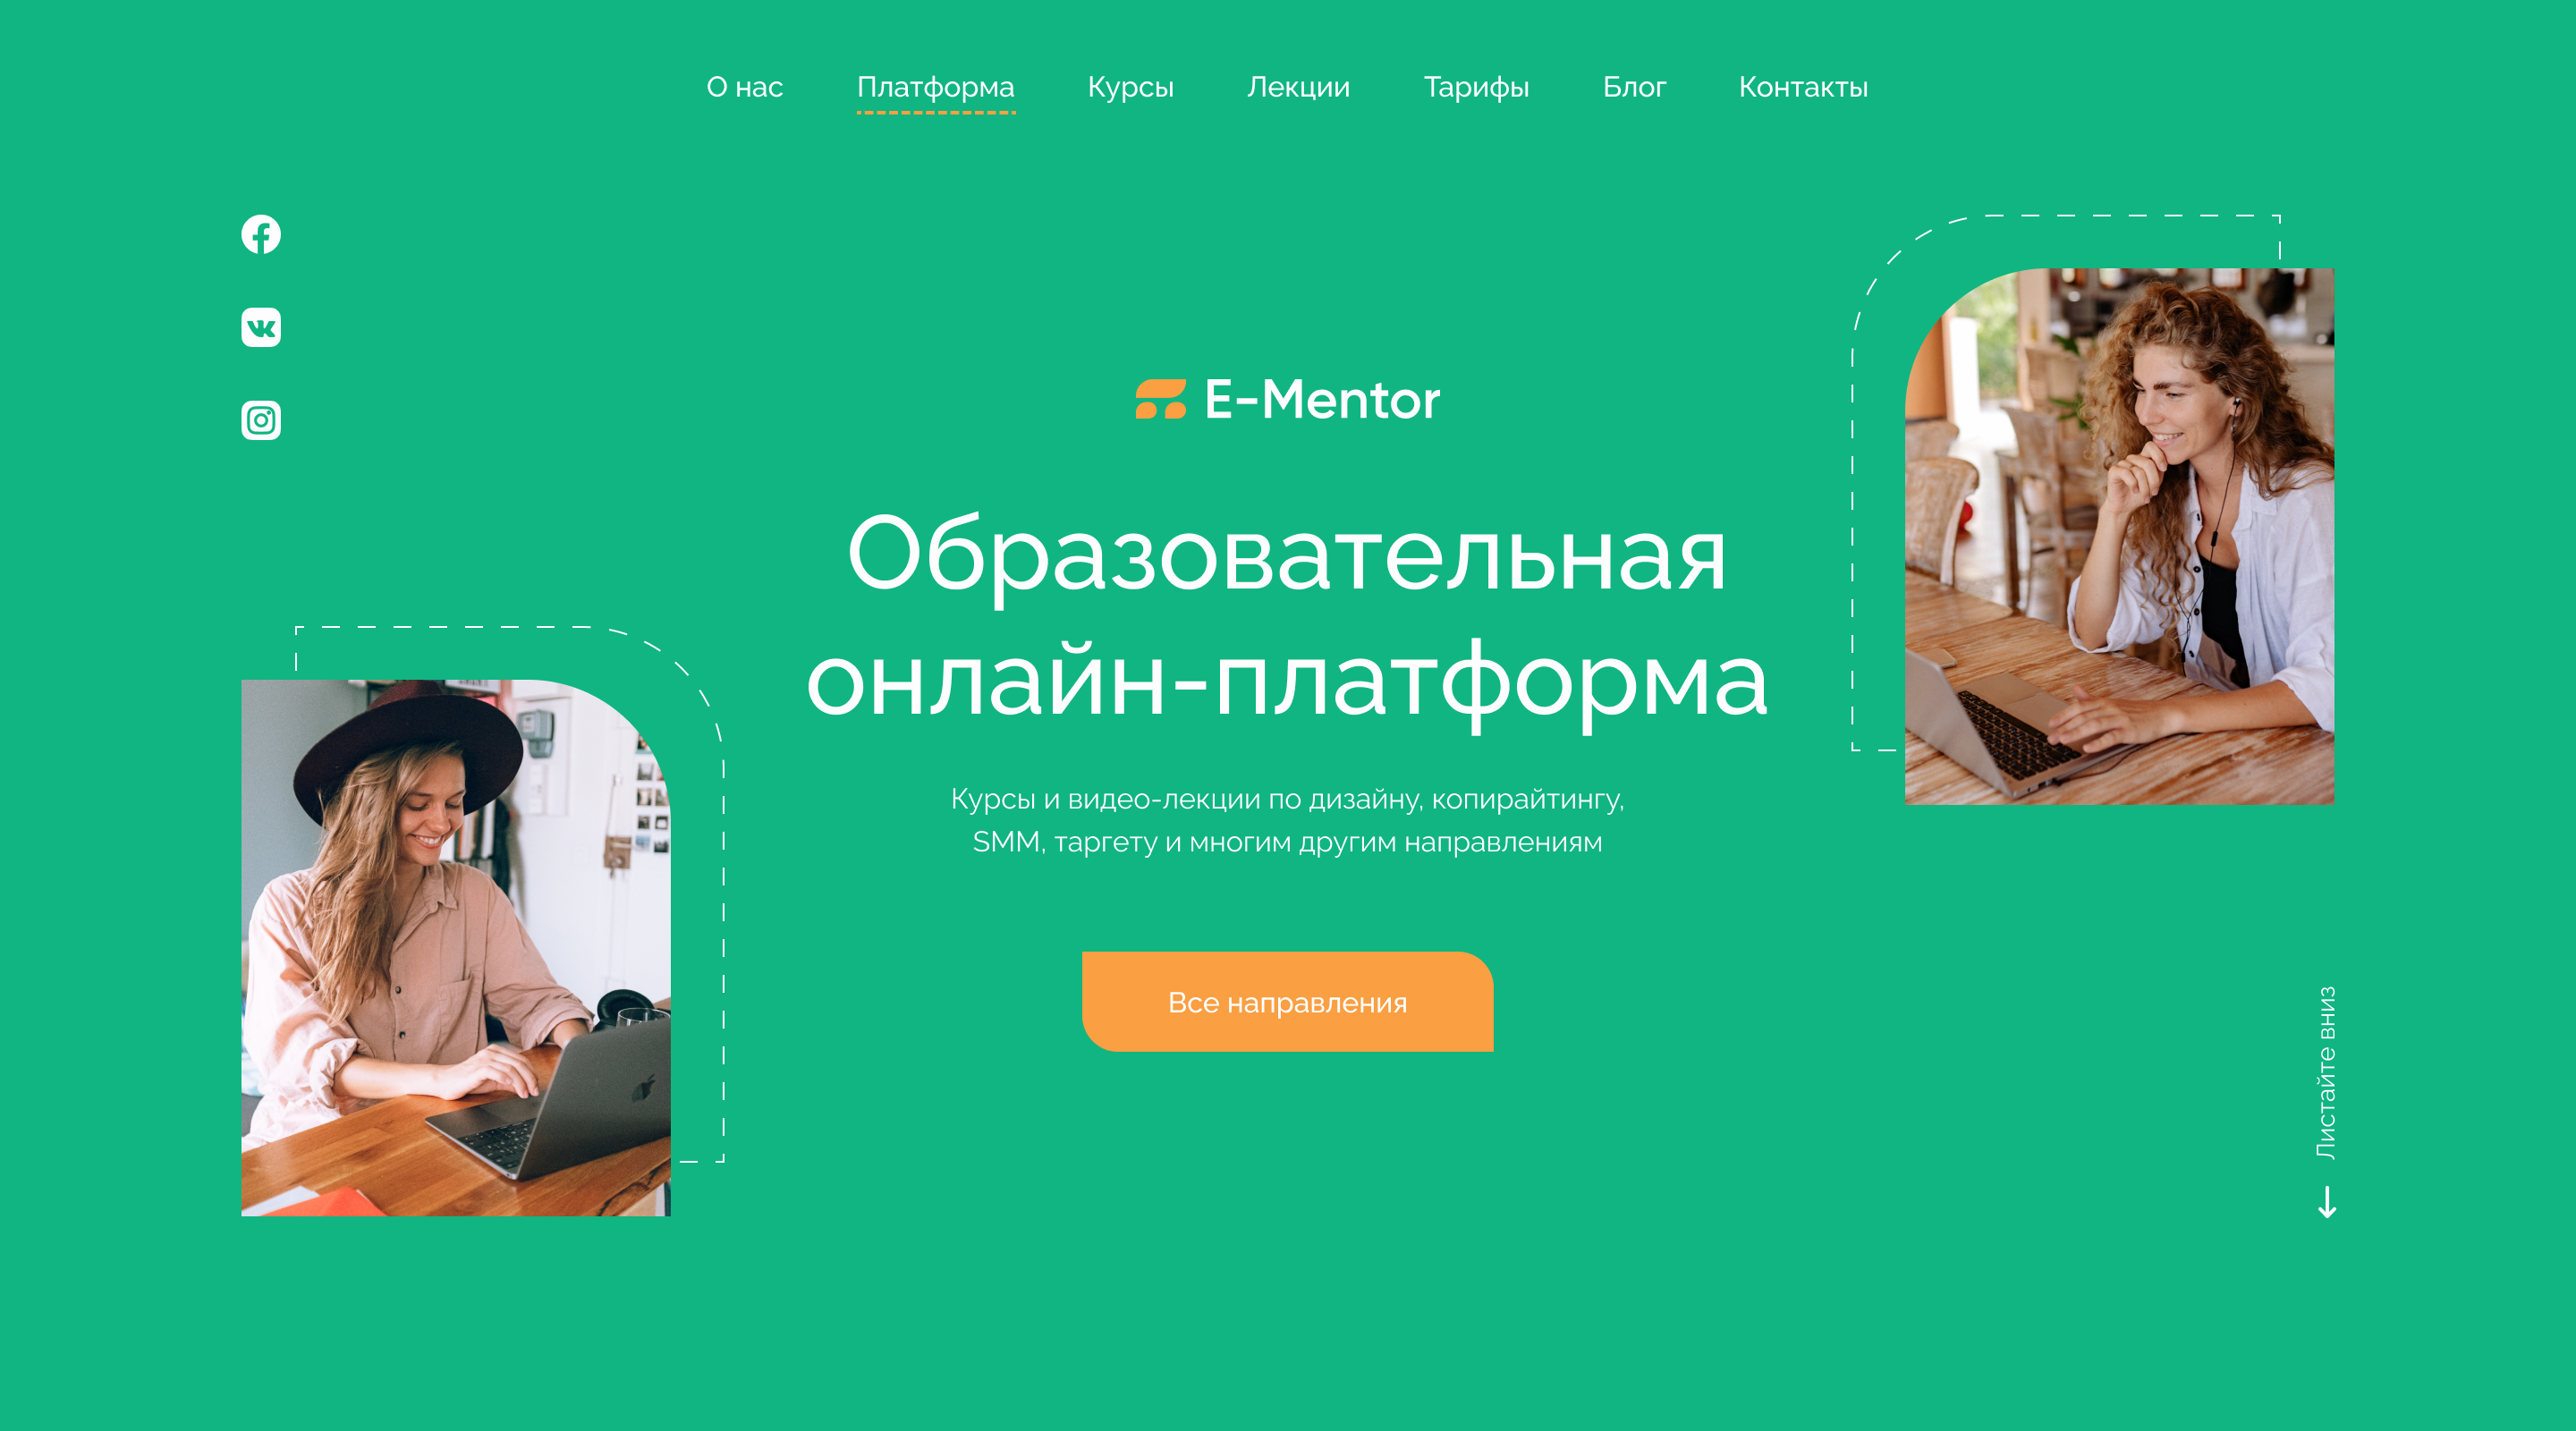 О нас Платформа Курсы Лекции Тарифы Блог Контакты
E-Mentor
Образовательная
онлайн-платформа
Курсы и видео-лекции по дизайну, копирайтингу,
SMM, таргету и многим другим направлениям
Все направления
Листайте вниз